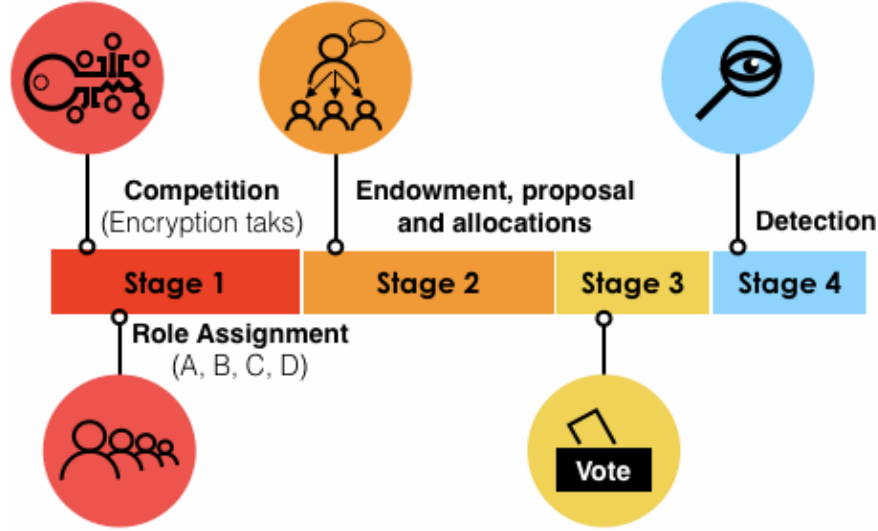 Competition
(Encryption taks)
Endowment, proposal
and allocations
Detection
Stage 1
Stage 2
Stage 3
Stage 4
Role Assignment
(A, B, C, D)
Vote